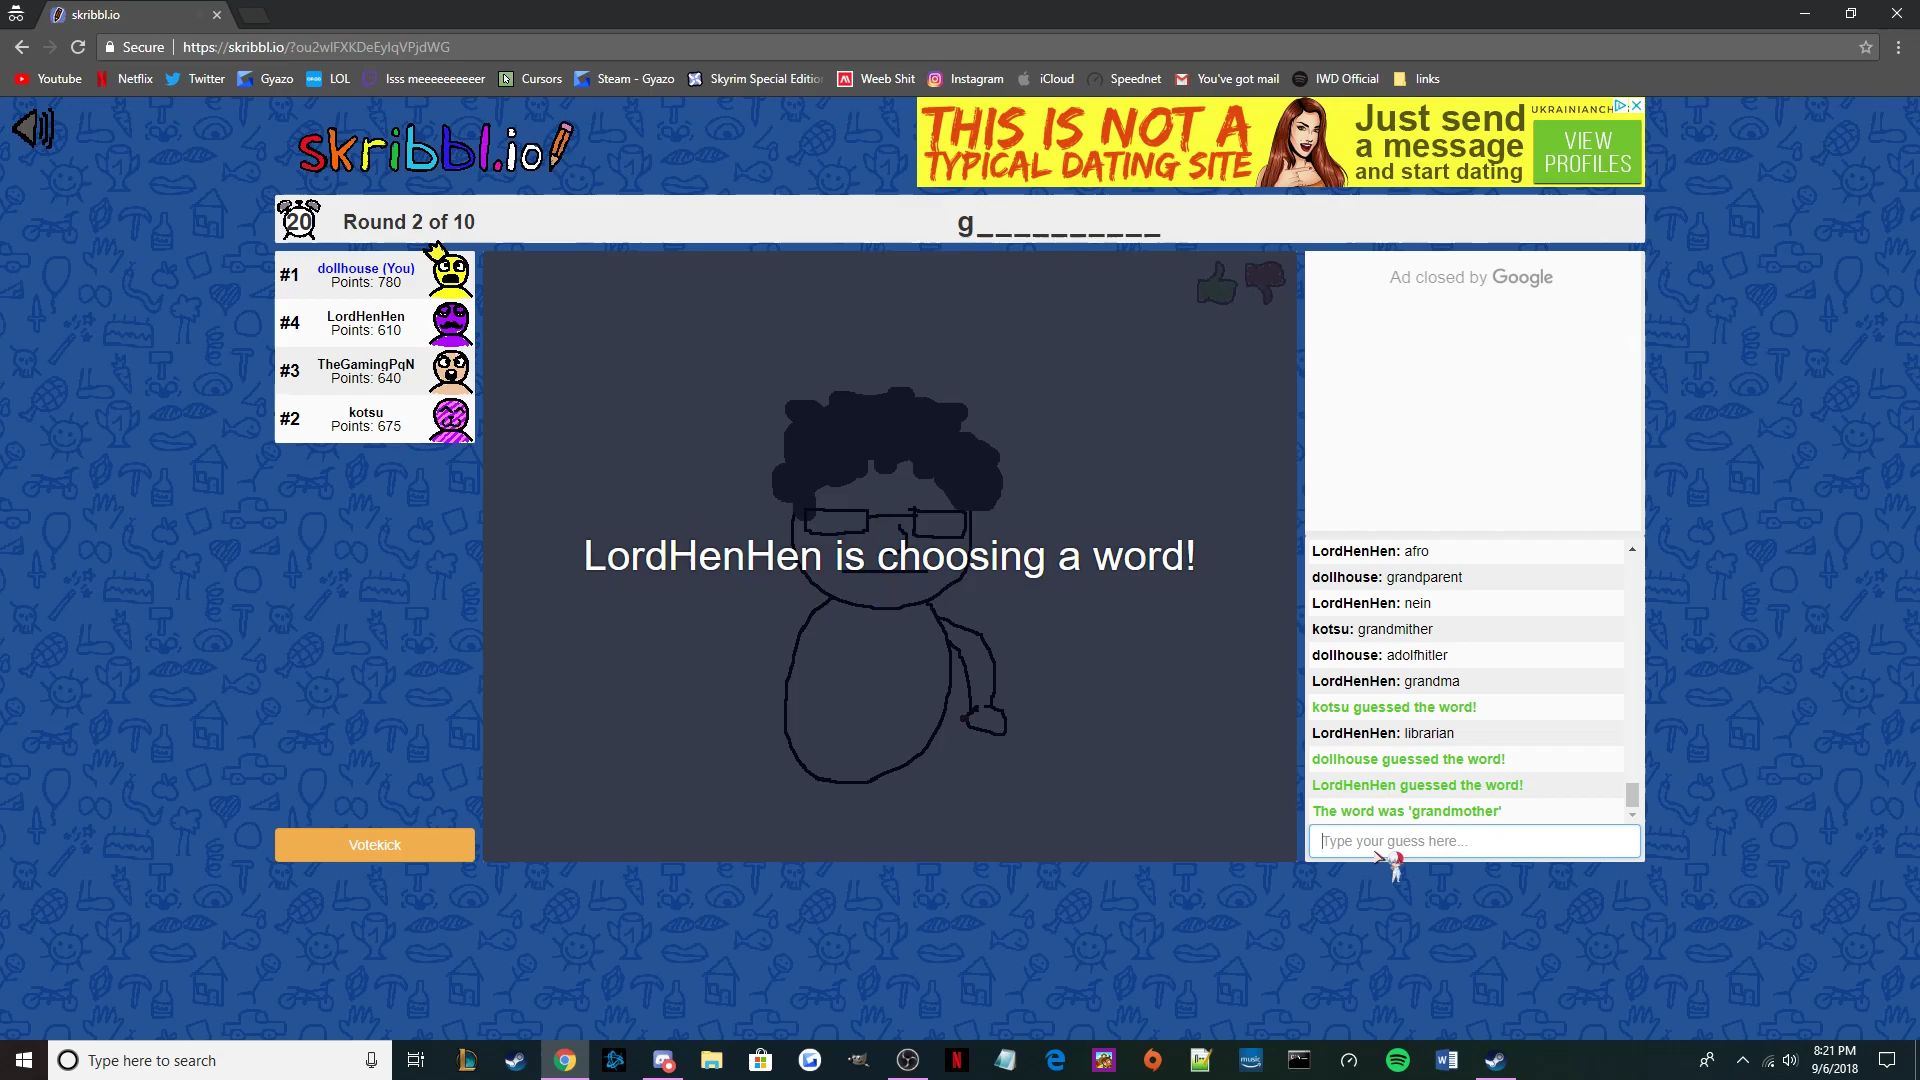 skribbl.io
Secure
https://skribbl.io/?ou2wlFXKDeEyIqVPjdWG
Youtube
Netflix
Twitter
Gyazo
LOL
Isss meeeeeeeeeer
Cursors
Steam - Gyazo
Skyrim Special Edition
Weeb Shit
Instagram
iCloud
Speednet
You've got mail
IWD Official
links
skribbl.io
THIS IS NOT A
TYPICAL DATING SITE
Just send
a message
and start dating
UKRAINIANCH
VIEW
PROFILES
20
Round 2 of 10
g__________
#1
dollhouse (You)
Points: 780
#4
LordHenHen
Points: 610
#3
TheGamingPqN
Points: 640
#2
kotsu
Points: 675
Votekick
LordHenHen is choosing a word!
Ad closed by Google
LordHenHen: afro
dollhouse: grandparent
LordHenHen: nein
kotsu: grandmither
dollhouse: adolfhitler
LordHenHen: grandma
kotsu guessed the word!
LordHenHen: librarian
dollhouse guessed the word!
LordHenHen guessed the word!
The word was 'grandmother'
Type your guess here...
Type here to search
8:21 PM
9/6/2018